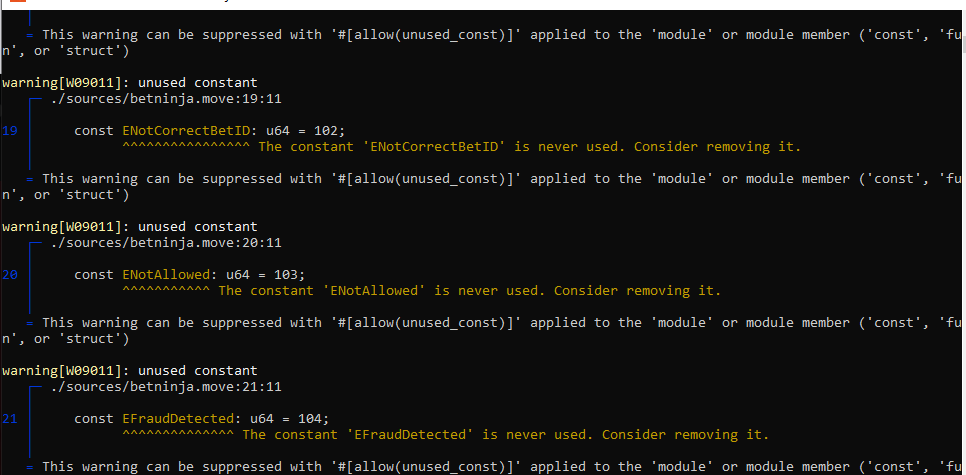 = This warning can be suppressed with '#[allow(unused_const)]' applied to the 'module' or module member ('const', 'fu
n', or 'struct')
warning[W09011]: unused constant
./sources/betninja.move:19:11
19 const ENotCorrectBetID: u64 = 102;
^^^^^^^^^^^^^^^^ The constant 'ENotCorrectBetID' is never used. Consider removing it.
= This warning can be suppressed with '#[allow(unused_const)]' applied to the 'module' or module member ('const', 'fu
n', or 'struct')
warning[W09011]: unused constant
./sources/betninja.move:20:11
20 const ENotAllowed: u64 = 103;
^^^^^^^^^^^ The constant 'ENotAllowed' is never used. Consider removing it.
= This warning can be suppressed with '#[allow(unused_const)]' applied to the 'module' or module member ('const', 'fu
n', or 'struct')
warning[W09011]: unused constant
./sources/betninja.move:21:11
21 const EFraudDetected: u64 = 104;
^^^^^^^^^^^^^^ The constant 'EFraudDetected' is never used. Consider removing it.
= This warning can be suppressed with '#[allow(unused_const)]' applied to the 'module' or module member ('const', 'fu